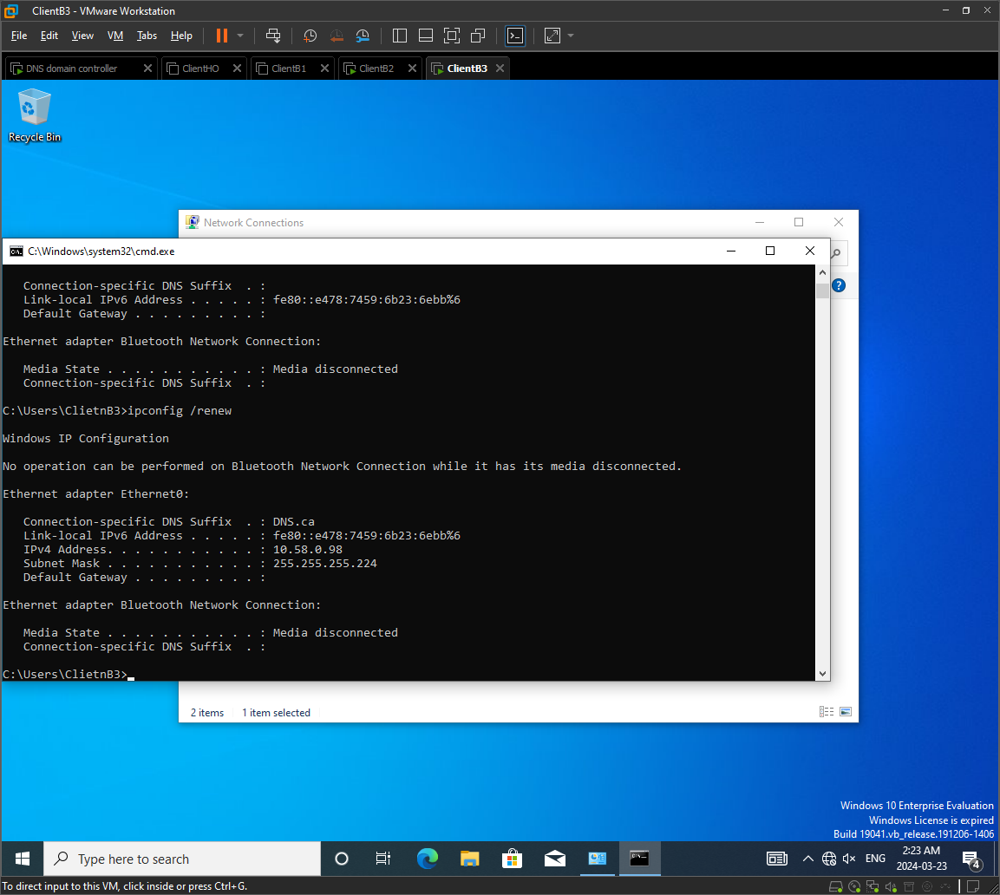 ClientB3 - VMware Workstation
File Edit View VM Tabs Help
DNS domain controller ClientHO ClientB1 ClientB2 ClientB3
Recycle Bin
Network Connections
C:\Windows\system32\cmd.exe
Connection-specific DNS Suffix . :
Link-local IPv6 Address . . . . . : fe80::e478:7459:6b23:6ebb%6
Default Gateway . . . . . . . . . :
Ethernet adapter Bluetooth Network Connection:
Media State . . . . . . . . . . . : Media disconnected
Connection-specific DNS Suffix . :
C:\Users\ClietnB3>ipconfig /renew
Windows IP Configuration
No operation can be performed on Bluetooth Network Connection while it has its media disconnected.
Ethernet adapter Ethernet0:
Connection-specific DNS Suffix . : DNS.ca
Link-local IPv6 Address . . . . . : fe80::e478:7459:6b23:6ebb%6
IPv4 Address. . . . . . . . . . . : 10.58.0.98
Subnet Mask . . . . . . . . . . . : 255.255.255.224
Default Gateway . . . . . . . . . :
Ethernet adapter Bluetooth Network Connection:
Media State . . . . . . . . . . . : Media disconnected
Connection-specific DNS Suffix . :
C:\Users\ClietnB3>
2 items 1 item selected
Windows 10 Enterprise Evaluation
Windows License is expired
Build 19041.vb_release.191206-1406
Type here to search
ENG
2:23 AM
2024-03-23
4
To direct input to this VM, click inside or press Ctrl+G.